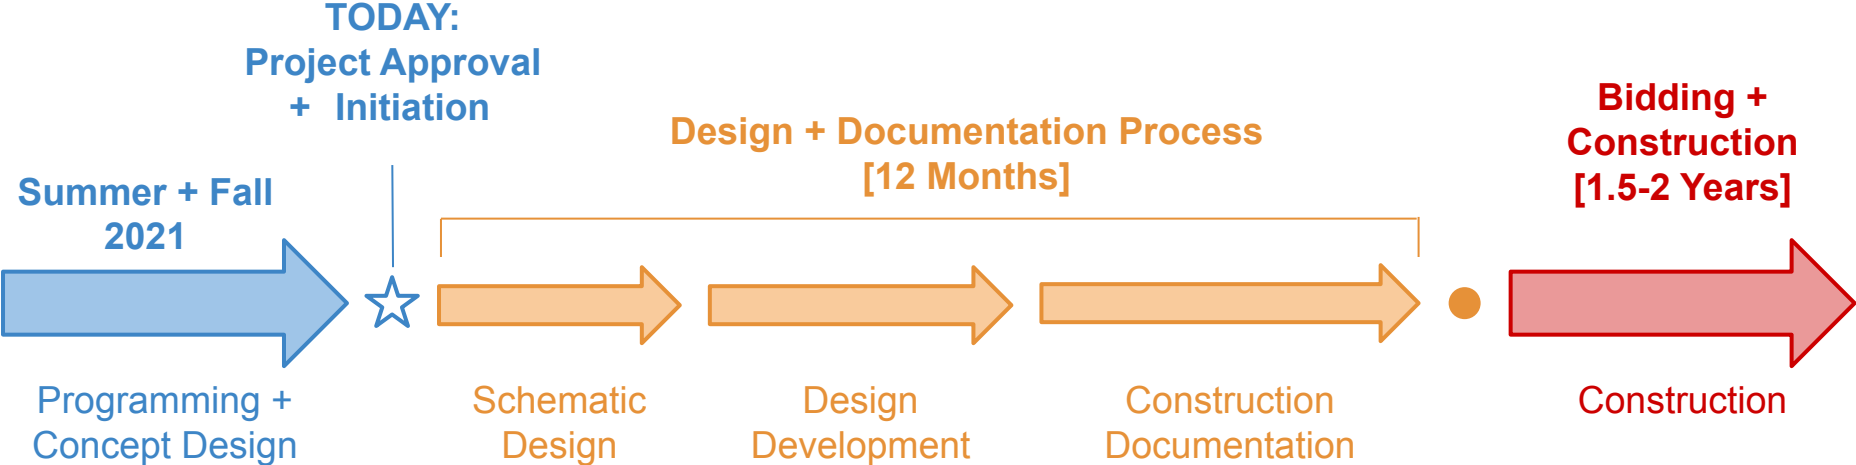 TODAY:
Project Approval
+ Initiation
Summer + Fall
2021
Design + Documentation Process
[12 Months]
Bidding +
Construction
[1.5-2 Years]
Programming +
Concept Design
Schematic
Design
Design
Development
Construction
Documentation
Construction